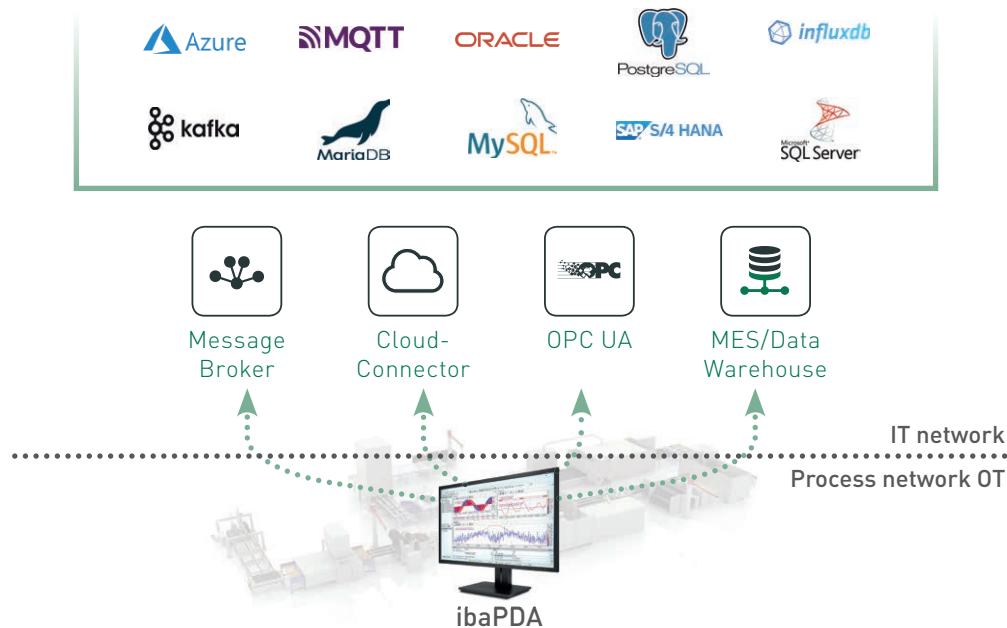 Azure
MQTT
ORACLE
PostgreSQL
influxdb
kafka
MariaDB
MySQL
SAP S/4 HANA
Microsoft
SQL Server
OPC
Message
Broker
Cloud-
Connector
OPC UA
MES/Data
Warehouse
IT network
Process network OT
ibaPDA